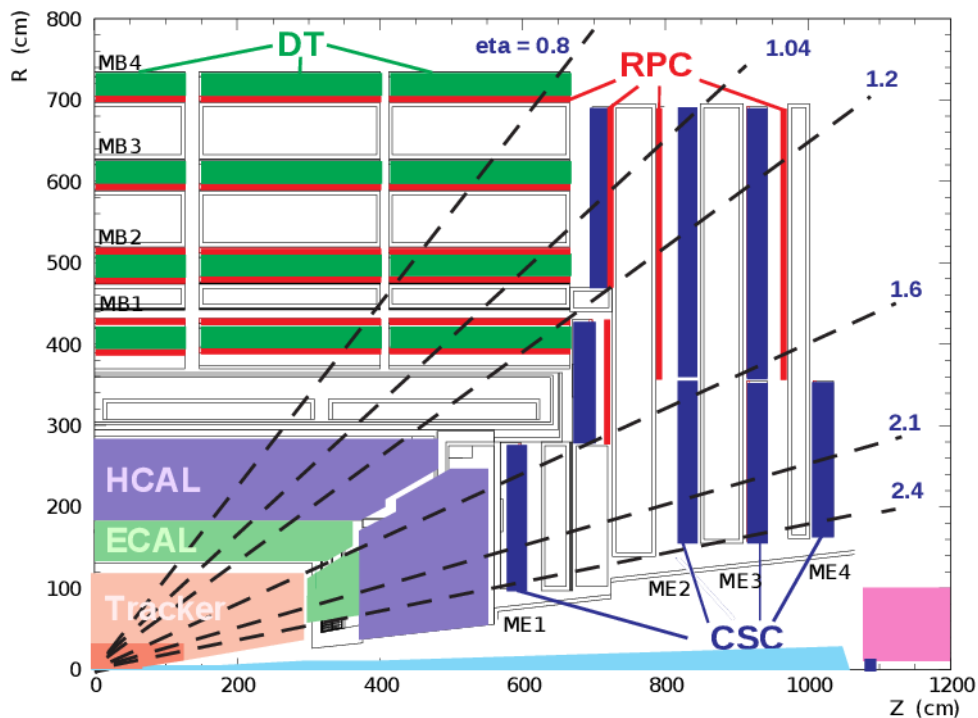 R (cm)
800
700
600
500
400
300
200
100
0
MB4
MB3
MB2
MB1
DT
eta = 0.8
RPC
1.04
1.2
1.6
2.1
2.4
HCAL
ECAL
Tracker
ME1
ME2
ME3
ME4
CSC
0
200
400
600
800
1000
1200
Z (cm)